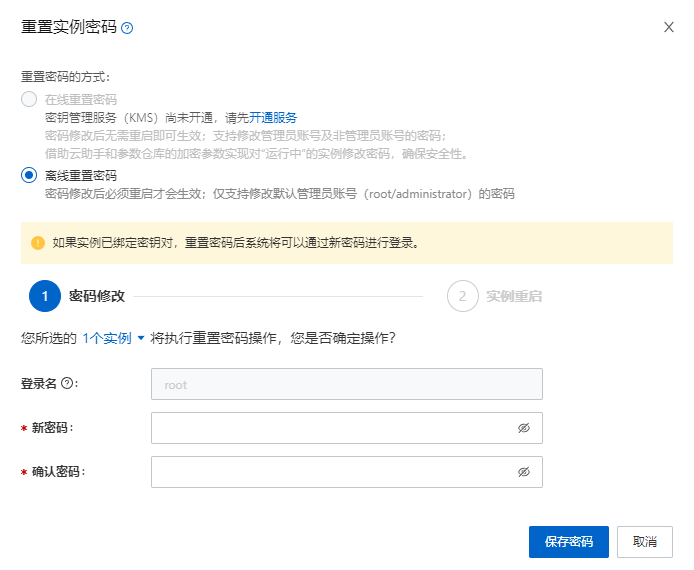 重置实例密码
重置密码的方式：
在线重置密码
密钥管理服务（KMS）尚未开通，请先开通服务
密码修改后无需重启即可生效；支持修改管理员账号及非管理员账号的密码；
借助云助手和参数仓库的加密参数实现对“运行中”的实例修改密码，确保安全性。
离线重置密码
密码修改后必须重启才会生效；仅支持修改默认管理员账号（root/administrator）的密码
如果实例已绑定密钥对，重置密码后系统将可以通过新密码进行登录。
1 密码修改 2 实例重启
您所选的 1个实例 将执行重置密码操作，您是否确定操作？
登录名 ?： root
* 新密码：
* 确认密码：
保存密码 取消